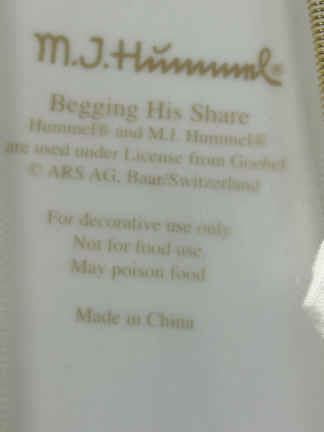 M.J.Hummel®
Begging His Share
Hummel® and M.I. Hummel®
are used under License from Goebel
© ARS AG, Baar/Switzerland
For decorative use only
Not for food use
May poison food
Made in China